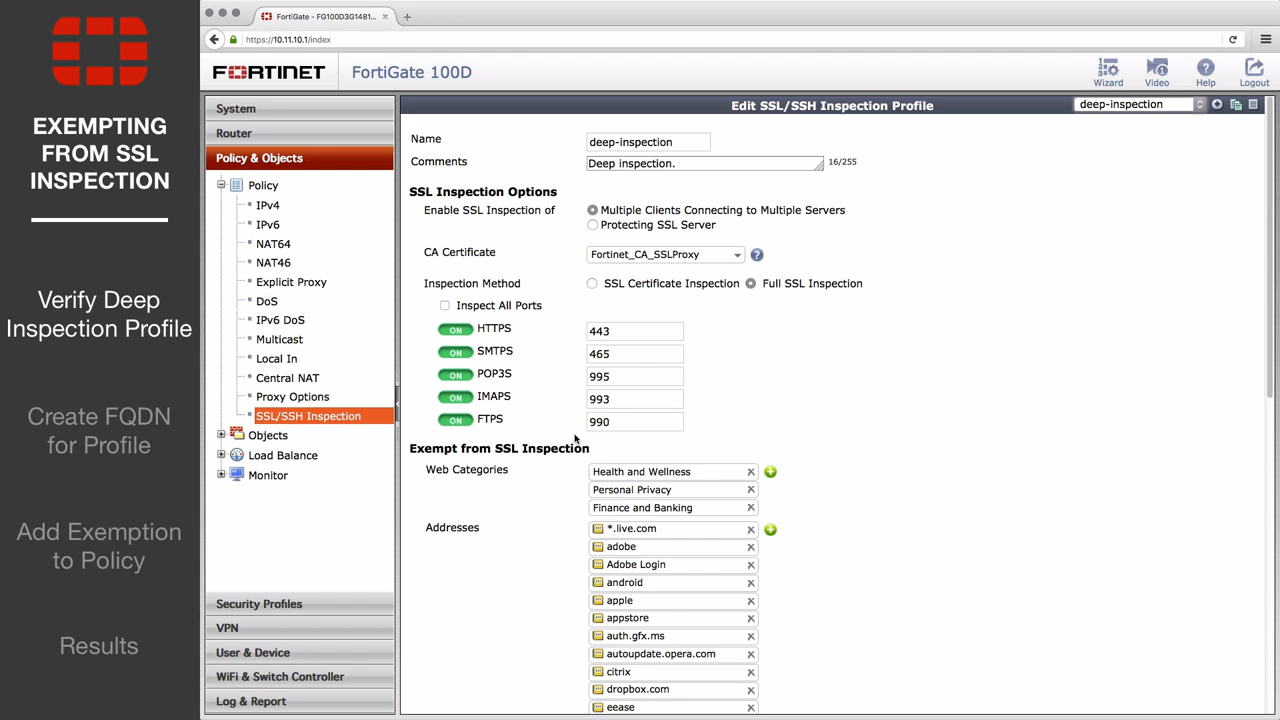 EXEMPTING
FROM SSL
INSPECTION
Verify Deep
Inspection Profile
Create FQDN
for Profile
Add Exemption
to Policy
Results
FortiGate - FG100D3G1481...
https://10.11.10.1/index
FORTINET
FortiGate 100D
Wizard
Video
Help
Logout
System
Router
Policy & Objects
Policy
IPv4
IPv6
NAT64
NAT46
Explicit Proxy
DoS
IPv6 DoS
Multicast
Local In
Central NAT
Proxy Options
SSL/SSH Inspection
Objects
Load Balance
Monitor
Security Profiles
VPN
User & Device
WiFi & Switch Controller
Log & Report
Edit SSL/SSH Inspection Profile
deep-inspection
Name
deep-inspection
Comments
Deep inspection.
16/255
SSL Inspection Options
Enable SSL Inspection of
Multiple Clients Connecting to Multiple Servers
Protecting SSL Server
CA Certificate
Fortinet_CA_SSLProxy
Inspection Method
SSL Certificate Inspection
Full SSL Inspection
Inspect All Ports
ON HTTPS 443
ON SMTPS 465
ON POP3S 995
ON IMAPS 993
ON FTPS 990
Exempt from SSL Inspection
Web Categories
Health and Wellness
Personal Privacy
Finance and Banking
Addresses
*.live.com
adobe
Adobe Login
android
apple
appstore
auth.gfx.ms
autoupdate.opera.com
citrix
dropbox.com
eease